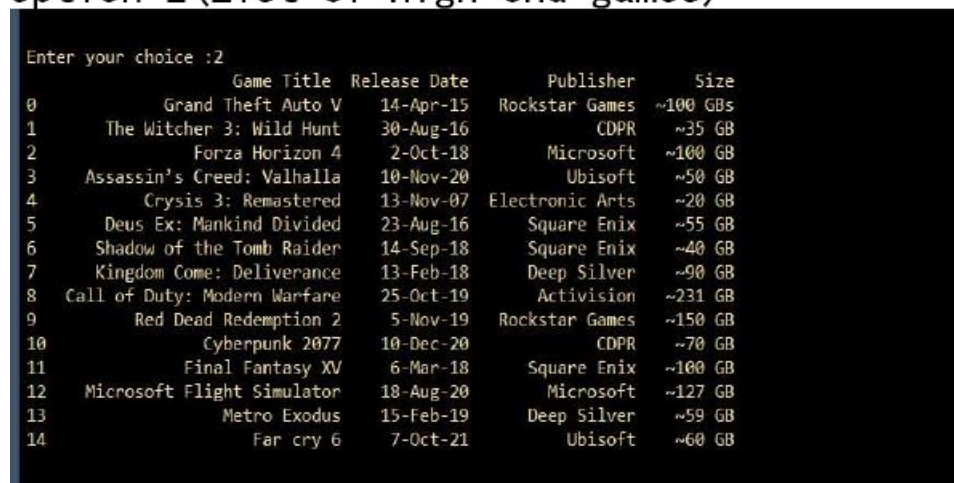 Option 2(List of high end games)
Enter your choice :2
Game Title Release Date Publisher Size
0 Grand Theft Auto V 14-Apr-15 Rockstar Games ~100 GBs
1 The Witcher 3: Wild Hunt 30-Aug-16 CDPR ~35 GB
2 Forza Horizon 4 2-Oct-18 Microsoft ~100 GB
3 Assassin's Creed: Valhalla 10-Nov-20 Ubisoft ~50 GB
4 Crysis 3: Remastered 13-Nov-07 Electronic Arts ~20 GB
5 Deus Ex: Mankind Divided 23-Aug-16 Square Enix ~55 GB
6 Shadow of the Tomb Raider 14-Sep-18 Square Enix ~40 GB
7 Kingdom Come: Deliverance 13-Feb-18 Deep Silver ~90 GB
8 Call of Duty: Modern Warfare 25-Oct-19 Activision ~231 GB
9 Red Dead Redemption 2 5-Nov-19 Rockstar Games ~150 GB
10 Cyberpunk 2077 10-Dec-20 CDPR ~70 GB
11 Final Fantasy XV 6-Mar-18 Square Enix ~100 GB
12 Microsoft Flight Simulator 18-Aug-20 Microsoft ~127 GB
13 Metro Exodus 15-Feb-19 Deep Silver ~59 GB
14 Far cry 6 7-Oct-21 Ubisoft ~60 GB